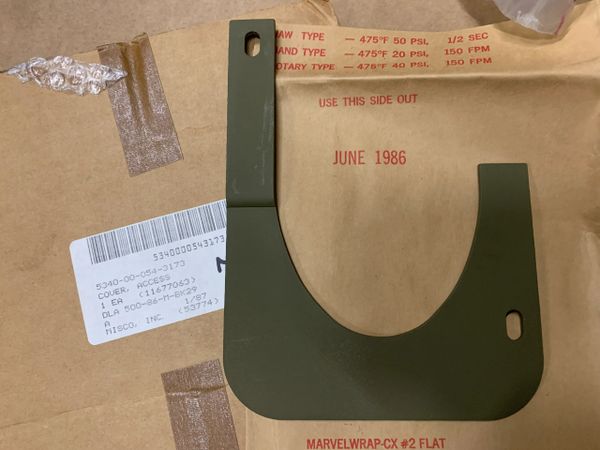 JAW TYPE — 475°F 50 PSI, 1/2 SEC
BAND TYPE — 475°F 20 PSI, 150 FPM
ROTARY TYPE — 475°F 40 PSI, 150 FPM
USE THIS SIDE OUT
JUNE 1986
5340000543173
5340-00-054-3173
COVER, ACCESS
1 EA (11677063)
DLA 500-86-M-BK29
A 1/87
MISCO, INC. (53774)
MARVELWRAP-CX #2 FLAT